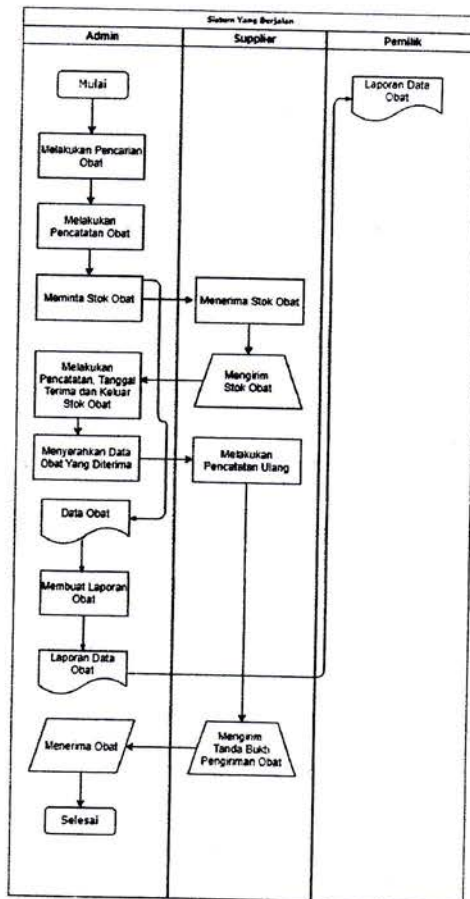 Sistem Yang Berjalan
Admin
Supplier
Pemilik
Mulai
Laporan Data
Obat
Melakukan Pencarian
Obat
Melakukan
Pencatatan Obat
Meminta Stok Obat
Menerima Stok Obat
Melakukan
Pencatatan, Tanggal
Terima dan Keluar
Stok Obat
Mengirim
Stok Obat
Menyerahkan Data
Obat Yang Diterima
Melakukan
Pencatatan Ulang
Data Obat
Membuat Laporan
Obat
Laporan Data
Obat
Menerima Obat
Mengirim
Tanda Bukti
Pengiriman Obat
Selesai